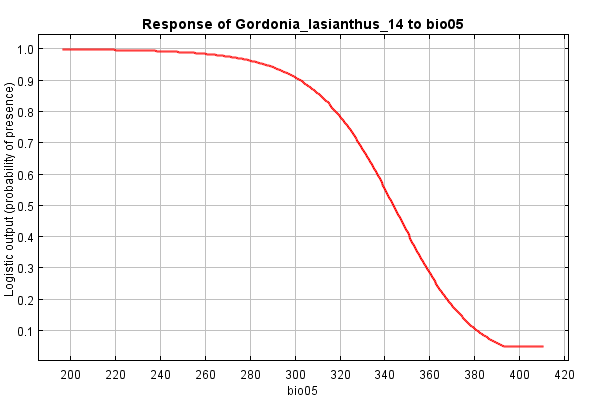 Response of Gordonia_lasianthus_14 to bio05
Logistic output (probability of presence)
1.0
0.9
0.8
0.7
0.6
0.5
0.4
0.3
0.2
0.1
200 220 240 260 280 300 320 340 360 380 400 420
bio05